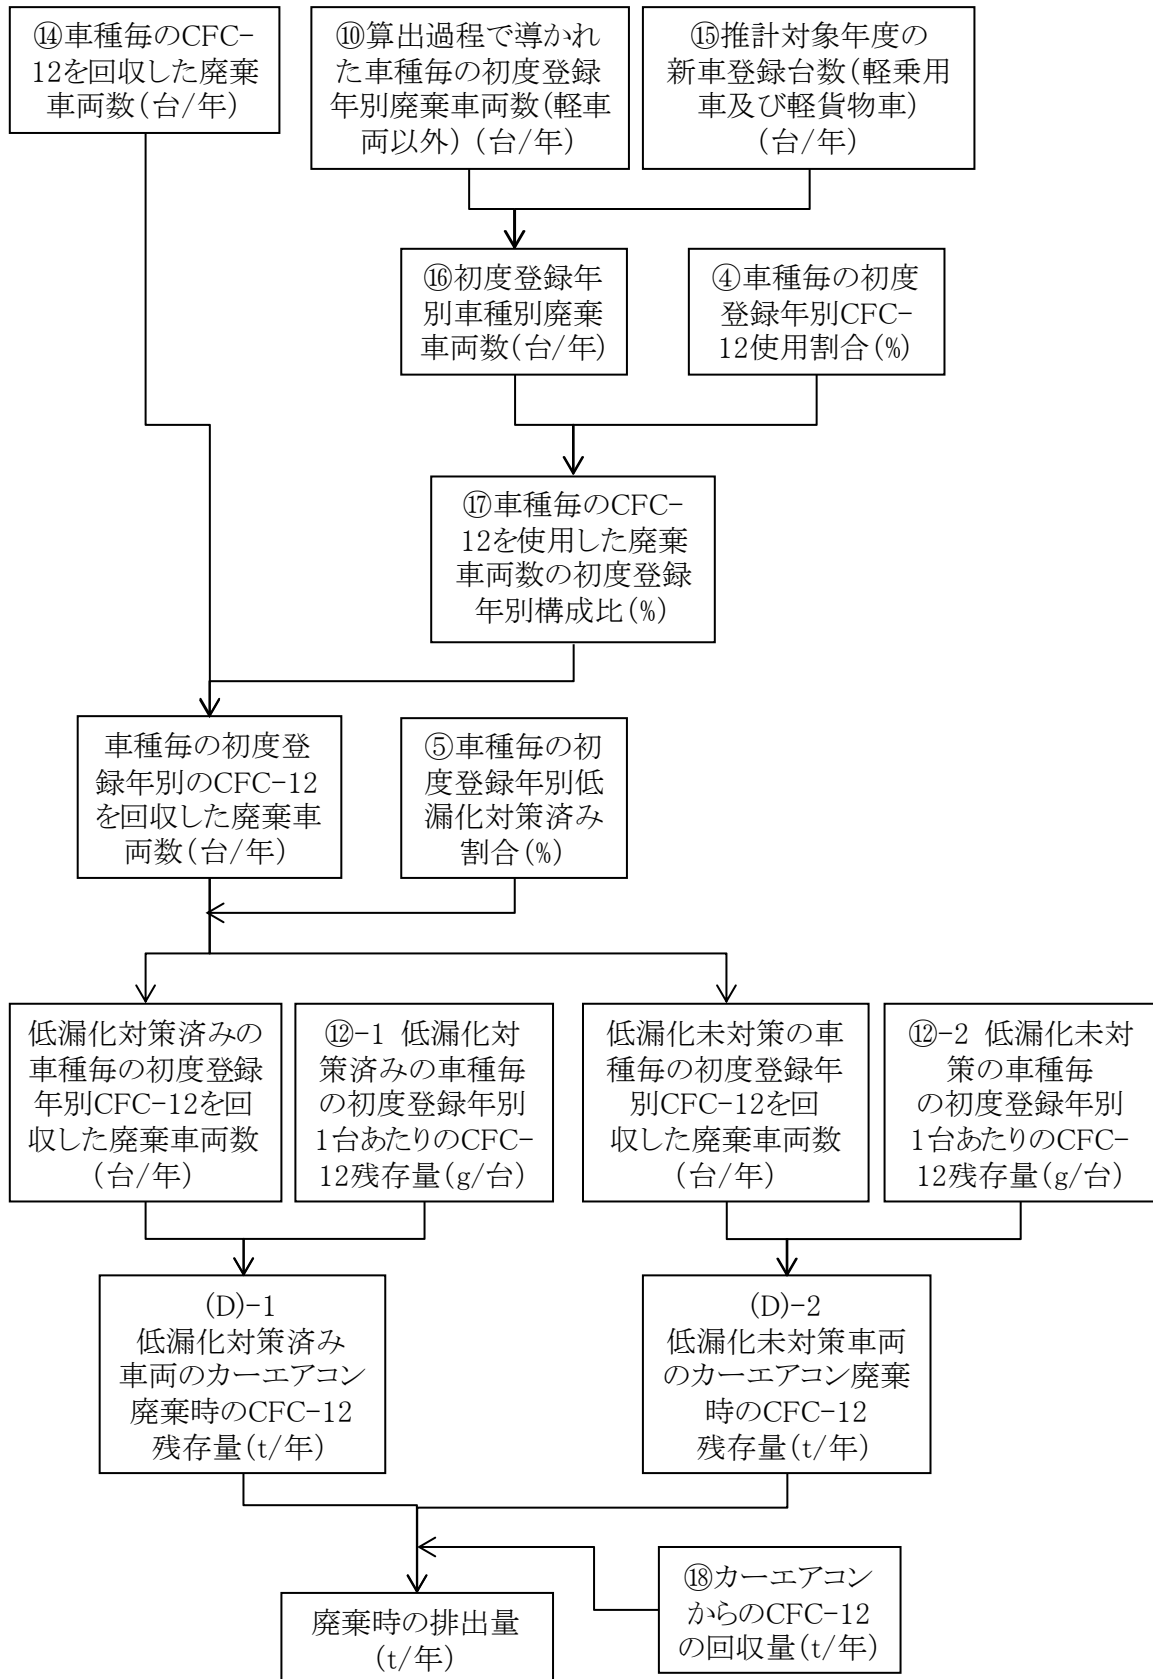 ⑭車種毎のCFC-
12を回収した廃棄
車両数(台/年)
⑩算出過程で導かれ
た車種毎の初度登録
年別廃棄車両数(軽車
両以外) (台/年)
⑮推計対象年度の
新車登録台数(軽乗用
車及び軽貨物車)
(台/年)
⑯初度登録年
別車種別廃棄
車両数(台/年)
④車種毎の初度
登録年別CFC-
12使用割合(%)
⑰車種毎のCFC-
12を使用した廃棄
車両数の初度登録
年別構成比(%)
車種毎の初度登
録年別のCFC-12
を回収した廃棄車
両数(台/年)
⑤車種毎の初
度登録年別低
漏化対策済み
割合(%)
低漏化対策済みの
車種毎の初度登録
年別CFC-12を回
収した廃棄車両数
(台/年)
⑫-1 低漏化対
策済みの車種毎
の初度登録年別
1台あたりのCFC-
12残存量(g/台)
低漏化未対策の車
種毎の初度登録年
別CFC-12を回
収した廃棄車両数
(台/年)
⑫-2 低漏化未対
策の車種毎
の初度登録年別
1台あたりのCFC-
12残存量(g/台)
(D)-1
低漏化対策済み
車両のカーエアコン
廃棄時のCFC-12
残存量(t/年)
(D)-2
低漏化未対策車両
のカーエアコン廃棄
時のCFC-12
残存量(t/年)
廃棄時の排出量
(t/年)
⑱カーエアコン
からのCFC-12
の回収量(t/年)